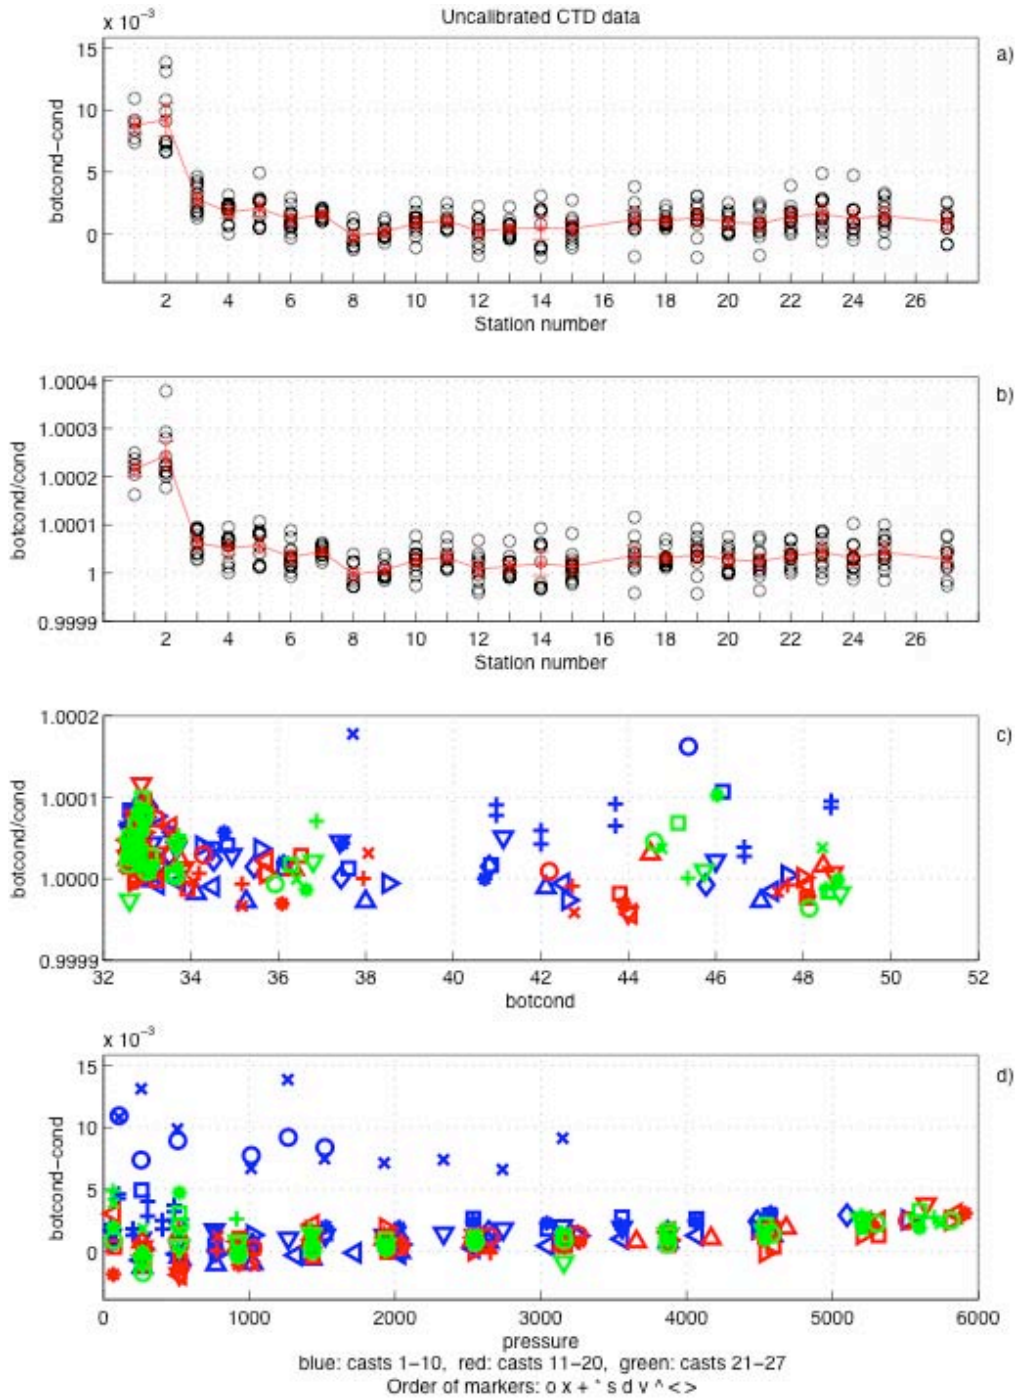 Uncalibrated CTD data
x 10⁻³
15
10
5
0
botcond−cond
a)
2 4 6 8 10 12 14 16 18 20 22 24 26
Station number
1.0004
1.0003
1.0002
1.0001
1
0.9999
botcond/cond
b)
2 4 6 8 10 12 14 16 18 20 22 24 26
Station number
1.0002
1.0001
1.0000
0.9999
botcond/cond
c)
32 34 36 38 40 42 44 46 48 50 52
botcond
x 10⁻³
15
10
5
0
botcond−cond
d)
0 1000 2000 3000 4000 5000 6000
pressure
blue: casts 1−10, red: casts 11−20, green: casts 21−27
Order of markers: o x + * s d v ^ < >